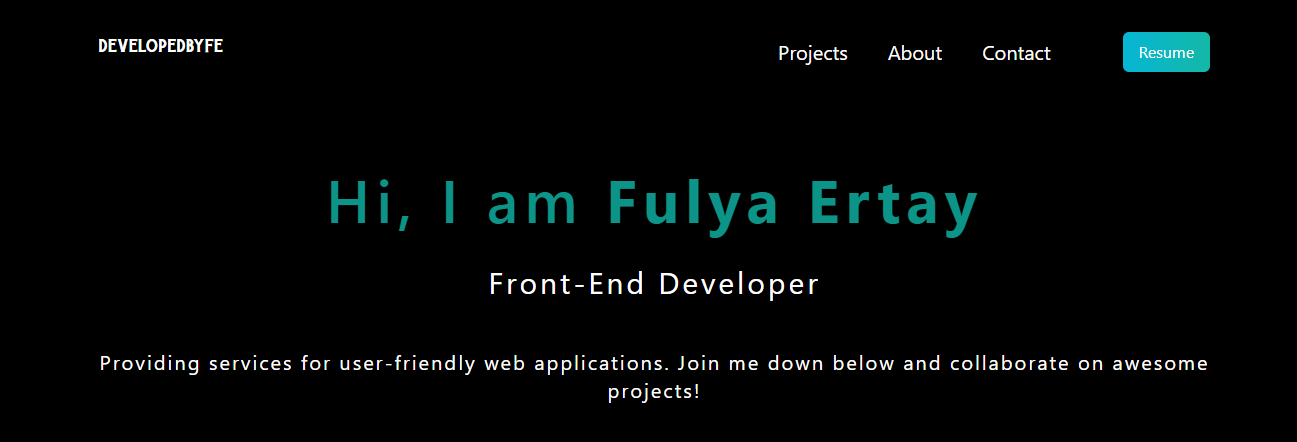 DEVELOPEDBYFE
Projects About Contact Resume
Hi, I am Fulya Ertay
Front-End Developer
Providing services for user-friendly web applications. Join me down below and collaborate on awesome
projects!